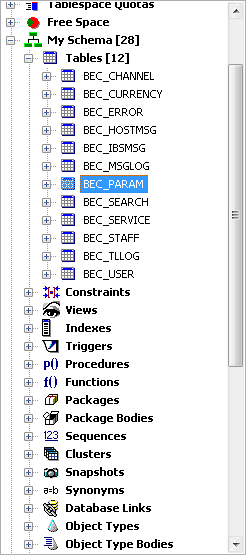 Tablespace Quotas
Free Space
My Schema [28]
Tables [12]
BEC_CHANNEL
BEC_CURRENCY
BEC_ERROR
BEC_HOSTMSG
BEC_IBSMSG
BEC_MSGLOG
BEC_PARAM
BEC_SEARCH
BEC_SERVICE
BEC_STAFF
BEC_TLLOG
BEC_USER
Constraints
Views
Indexes
Triggers
p() Procedures
f() Functions
Packages
Package Bodies
123 Sequences
Clusters
Snapshots
a=b Synonyms
Database Links
Object Types
Object Type Bodies